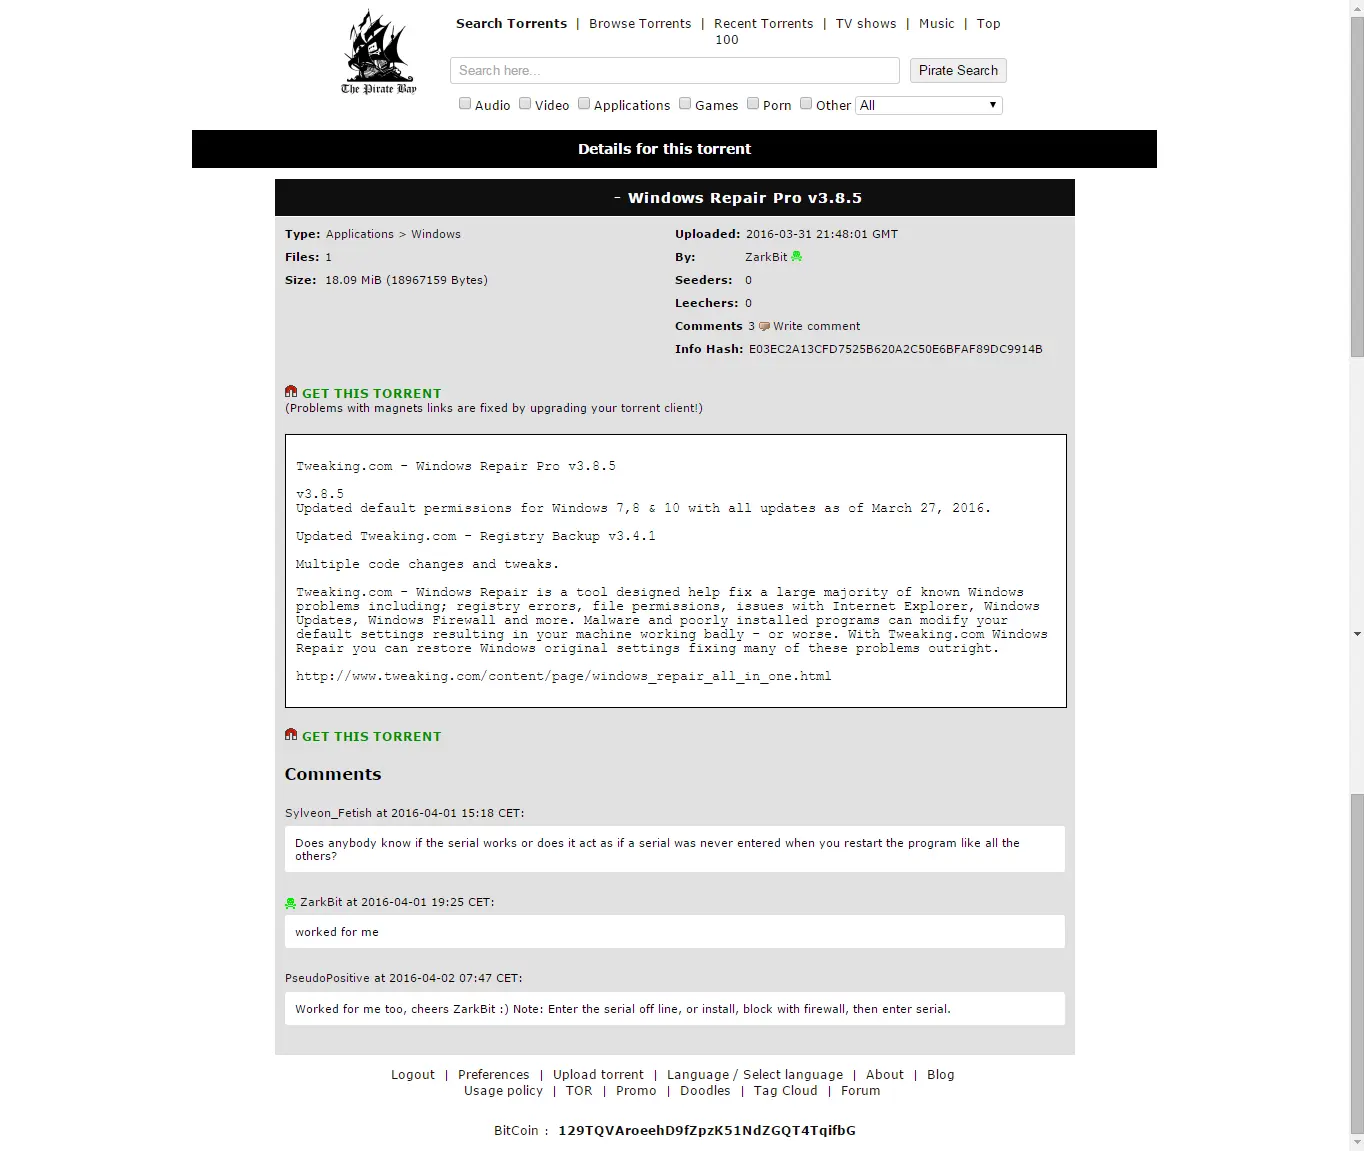 The Pirate Bay
Search Torrents | Browse Torrents | Recent Torrents | TV shows | Music | Top
100
Search here...
Pirate Search
Audio Video Applications Games Porn Other All
Details for this torrent
- Windows Repair Pro v3.8.5
Type: Applications > Windows
Files: 1
Size: 18.09 MiB (18967159 Bytes)
Uploaded: 2016-03-31 21:48:01 GMT
By: ZarkBit
Seeders: 0
Leechers: 0
Comments 3 Write comment
Info Hash: E03EC2A13CFD7525B620A2C50E6BFAF89DC9914B
GET THIS TORRENT
(Problems with magnets links are fixed by upgrading your torrent client!)
Tweaking.com - Windows Repair Pro v3.8.5
v3.8.5
Updated default permissions for Windows 7,8 & 10 with all updates as of March 27, 2016.
Updated Tweaking.com - Registry Backup v3.4.1
Multiple code changes and tweaks.
Tweaking.com - Windows Repair is a tool designed help fix a large majority of known Windows
problems including; registry errors, file permissions, issues with Internet Explorer, Windows
Updates, Windows Firewall and more. Malware and poorly installed programs can modify your
default settings resulting in your machine working badly - or worse. With Tweaking.com Windows
Repair you can restore Windows original settings fixing many of these problems outright.
http://www.tweaking.com/content/page/windows_repair_all_in_one.html
GET THIS TORRENT
Comments
Sylveon_Fetish at 2016-04-01 15:18 CET:
Does anybody know if the serial works or does it act as if a serial was never entered when you restart the program like all the
others?
ZarkBit at 2016-04-01 19:25 CET:
worked for me
PseudoPositive at 2016-04-02 07:47 CET:
Worked for me too, cheers ZarkBit :) Note: Enter the serial off line, or install, block with firewall, then enter serial.
Logout | Preferences | Upload torrent | Language / Select language | About | Blog
Usage policy | TOR | Promo | Doodles | Tag Cloud | Forum
BitCoin : 129TQVAroeehD9fZpzK51NdZGQT4TqifbG